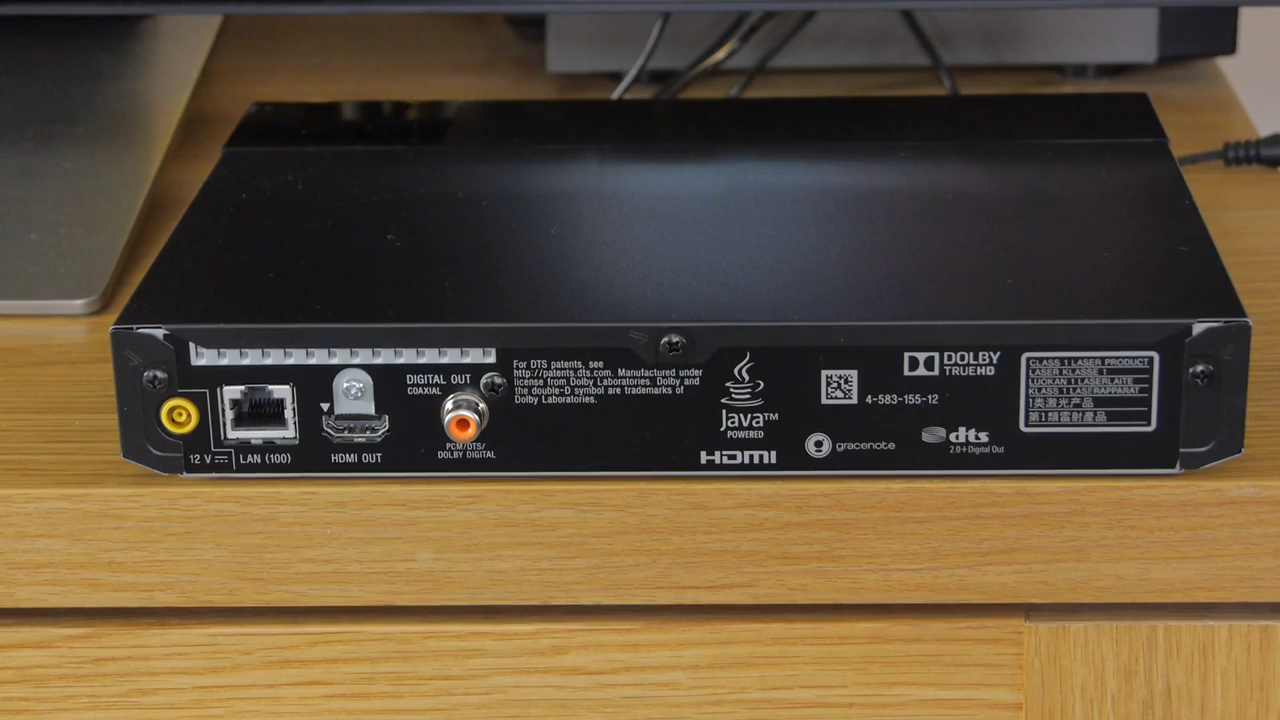 12 V
LAN (100)
HDMI OUT
DIGITAL OUT
COAXIAL
PCM/DTS/
DOLBY DIGITAL
For DTS patents, see
http://patents.dts.com. Manufactured under
license from Dolby Laboratories. Dolby and
the double-D symbol are trademarks of
Dolby Laboratories.
Java™
POWERED
HDMI
4-583-155-12
gracenote
DOLBY
TRUEHD
dts
2.0+Digital Out
CLASS 1 LASER PRODUCT
LASER KLASSE 1
LUOKAN 1 LASERLAITE
KLASS 1 LASERAPPARAT
1类激光产品
第1類雷射產品